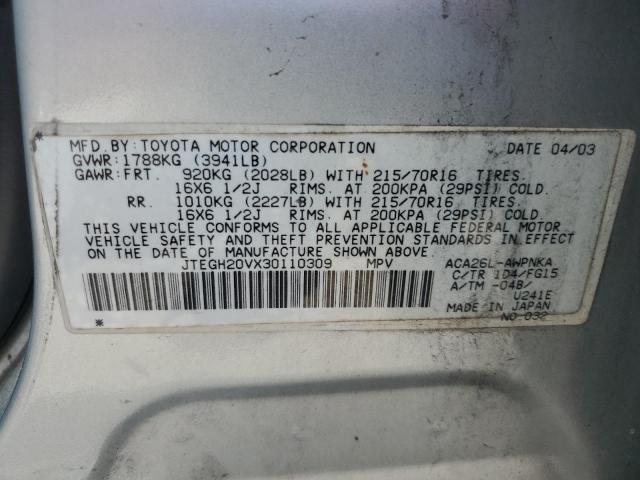 MFD. BY: TOYOTA MOTOR CORPORATION DATE 04/03
GVWR: 1788KG (3941LB)
GAWR: FRT. 920KG (2028LB) WITH 215/70R16 TIRES.
16X6 1/2J RIMS. AT 200KPA (29PSI) COLD.
RR. 1010KG (2227LB) WITH 215/70R16 TIRES.
16X6 1/2J RIMS. AT 200KPA (29PSI) COLD.
THIS VEHICLE CONFORMS TO ALL APPLICABLE FEDERAL MOTOR
VEHICLE SAFETY AND THEFT PREVENTION STANDARDS IN EFFECT
ON THE DATE OF MANUFACTURE SHOWN ABOVE.
JTEGH20VX30110309 MPV ACA26L-AWPNKA
C/TR 1D4/FG15
A/TM -04B/
U241E
MADE IN JAPAN
* NO-032